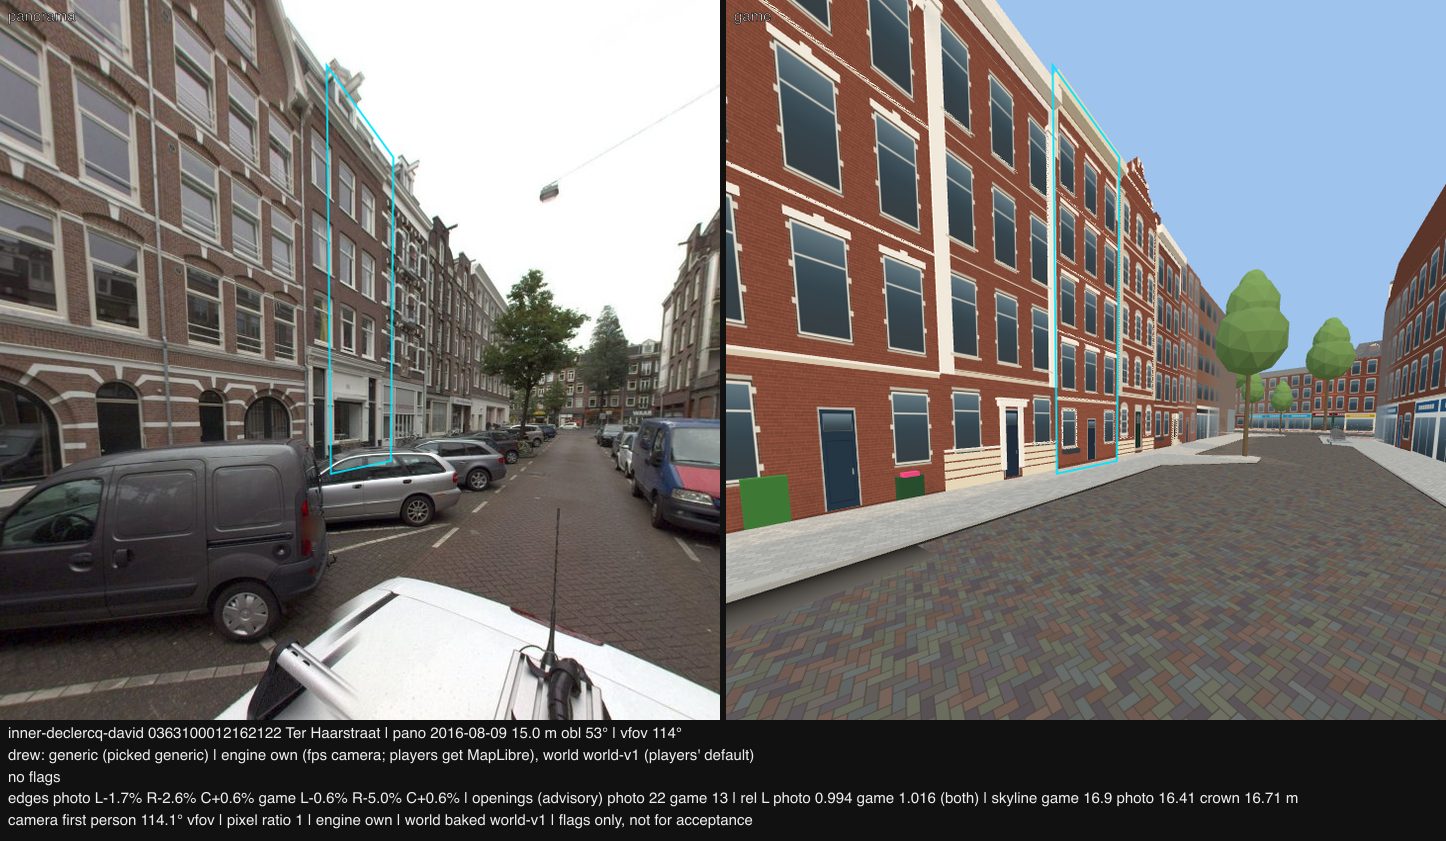 panorama
game
WAAR
inner-declercq-david 0363100012162122 Ter Haarstraat | pano 2016-08-09 15.0 m obl 53° | vfov 114°
drew: generic (picked generic) | engine own (fps camera; players get MapLibre), world world-v1 (players' default)
no flags
edges photo L-1.7% R-2.6% C+0.6% game L-0.6% R-5.0% C+0.6% | openings (advisory) photo 22 game 13 | rel L photo 0.994 game 1.016 (both) | skyline game 16.9 photo 16.41 crown 16.71 m
camera first person 114.1° vfov | pixel ratio 1 | engine own | world baked world-v1 | flags only, not for acceptance